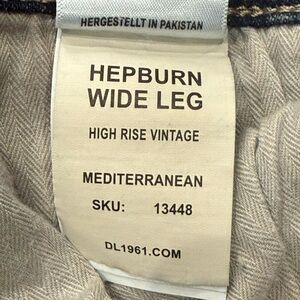 HERGESTELLT IN PAKISTAN
HEPBURN
WIDE LEG
HIGH RISE VINTAGE
MEDITERRANEAN
SKU: 13448
DL1961.COM